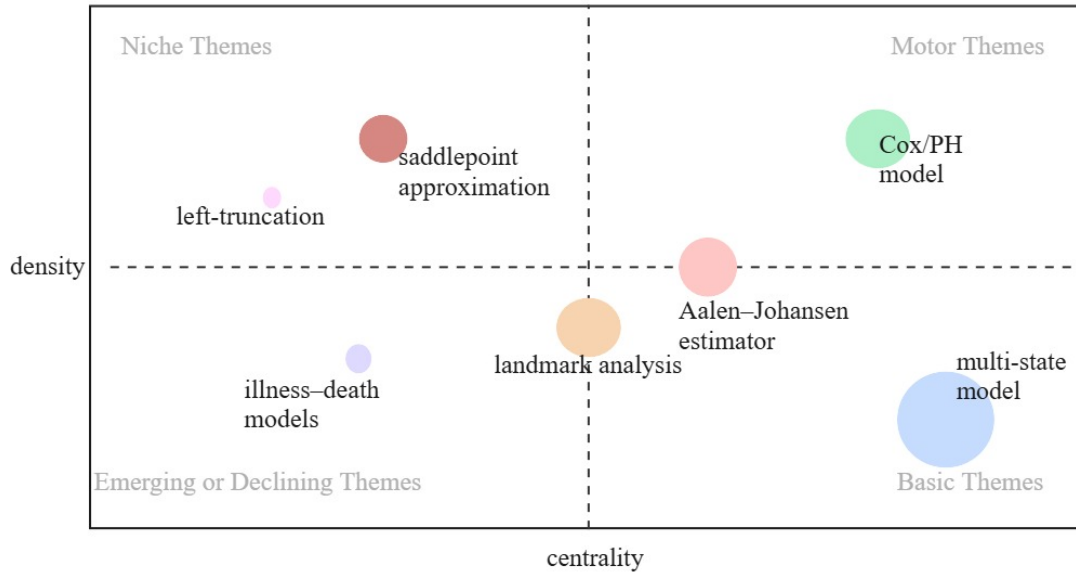 Niche Themes
Motor Themes
saddlepoint
approximation
Cox/PH
model
left-truncation
density
Aalen–Johansen
estimator
landmark analysis
multi-state
model
illness–death
models
Emerging or Declining Themes
Basic Themes
centrality